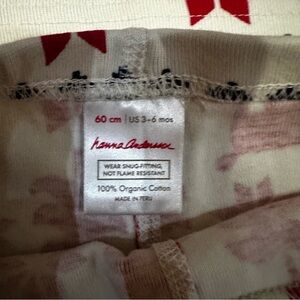 60 cm | US 3-6 mos
hanna andersson
WEAR SNUG-FITTING,
NOT FLAME RESISTANT
100% Organic Cotton
MADE IN PERU